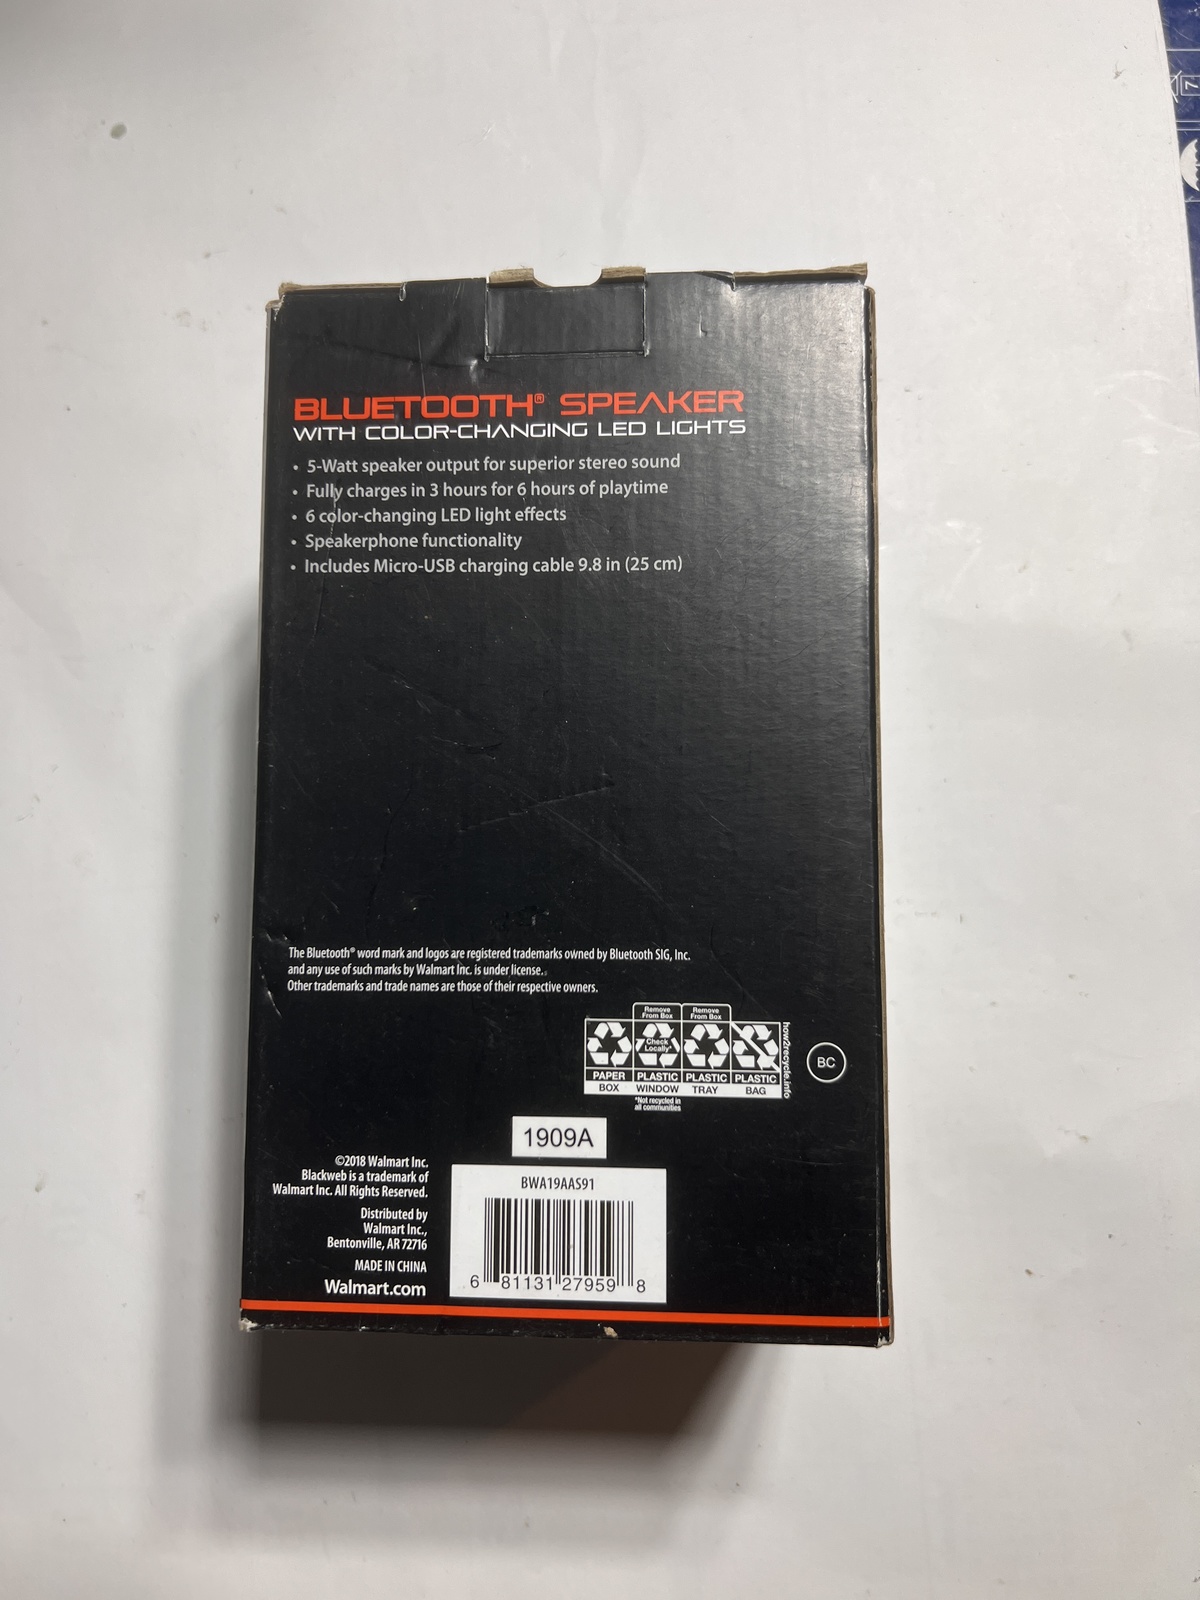 7
BLUETOOTH® SPEAKER
WITH COLOR-CHANGING LED LIGHTS
• 5-Watt speaker output for superior stereo sound
• Fully charges in 3 hours for 6 hours of playtime
• 6 color-changing LED light effects
• Speakerphone functionality
• Includes Micro-USB charging cable 9.8 in (25 cm)
The Bluetooth® word mark and logos are registered trademarks owned by Bluetooth SIG, Inc.
and any use of such marks by Walmart Inc. is under license.
Other trademarks and trade names are those of their respective owners.
Remove
From Box
Remove
From Box
Check
Locally*
PAPER
BOX
PLASTIC
WINDOW
PLASTIC
TRAY
PLASTIC
BAG
*Not recycled in
all communities
how2recycle.info
BC
1909A
©2018 Walmart Inc.
Blackweb is a trademark of
Walmart Inc. All Rights Reserved.
Distributed by
Walmart Inc.,
Bentonville, AR 72716
MADE IN CHINA
Walmart.com
BWA19AAS91
6 81131 27959 8